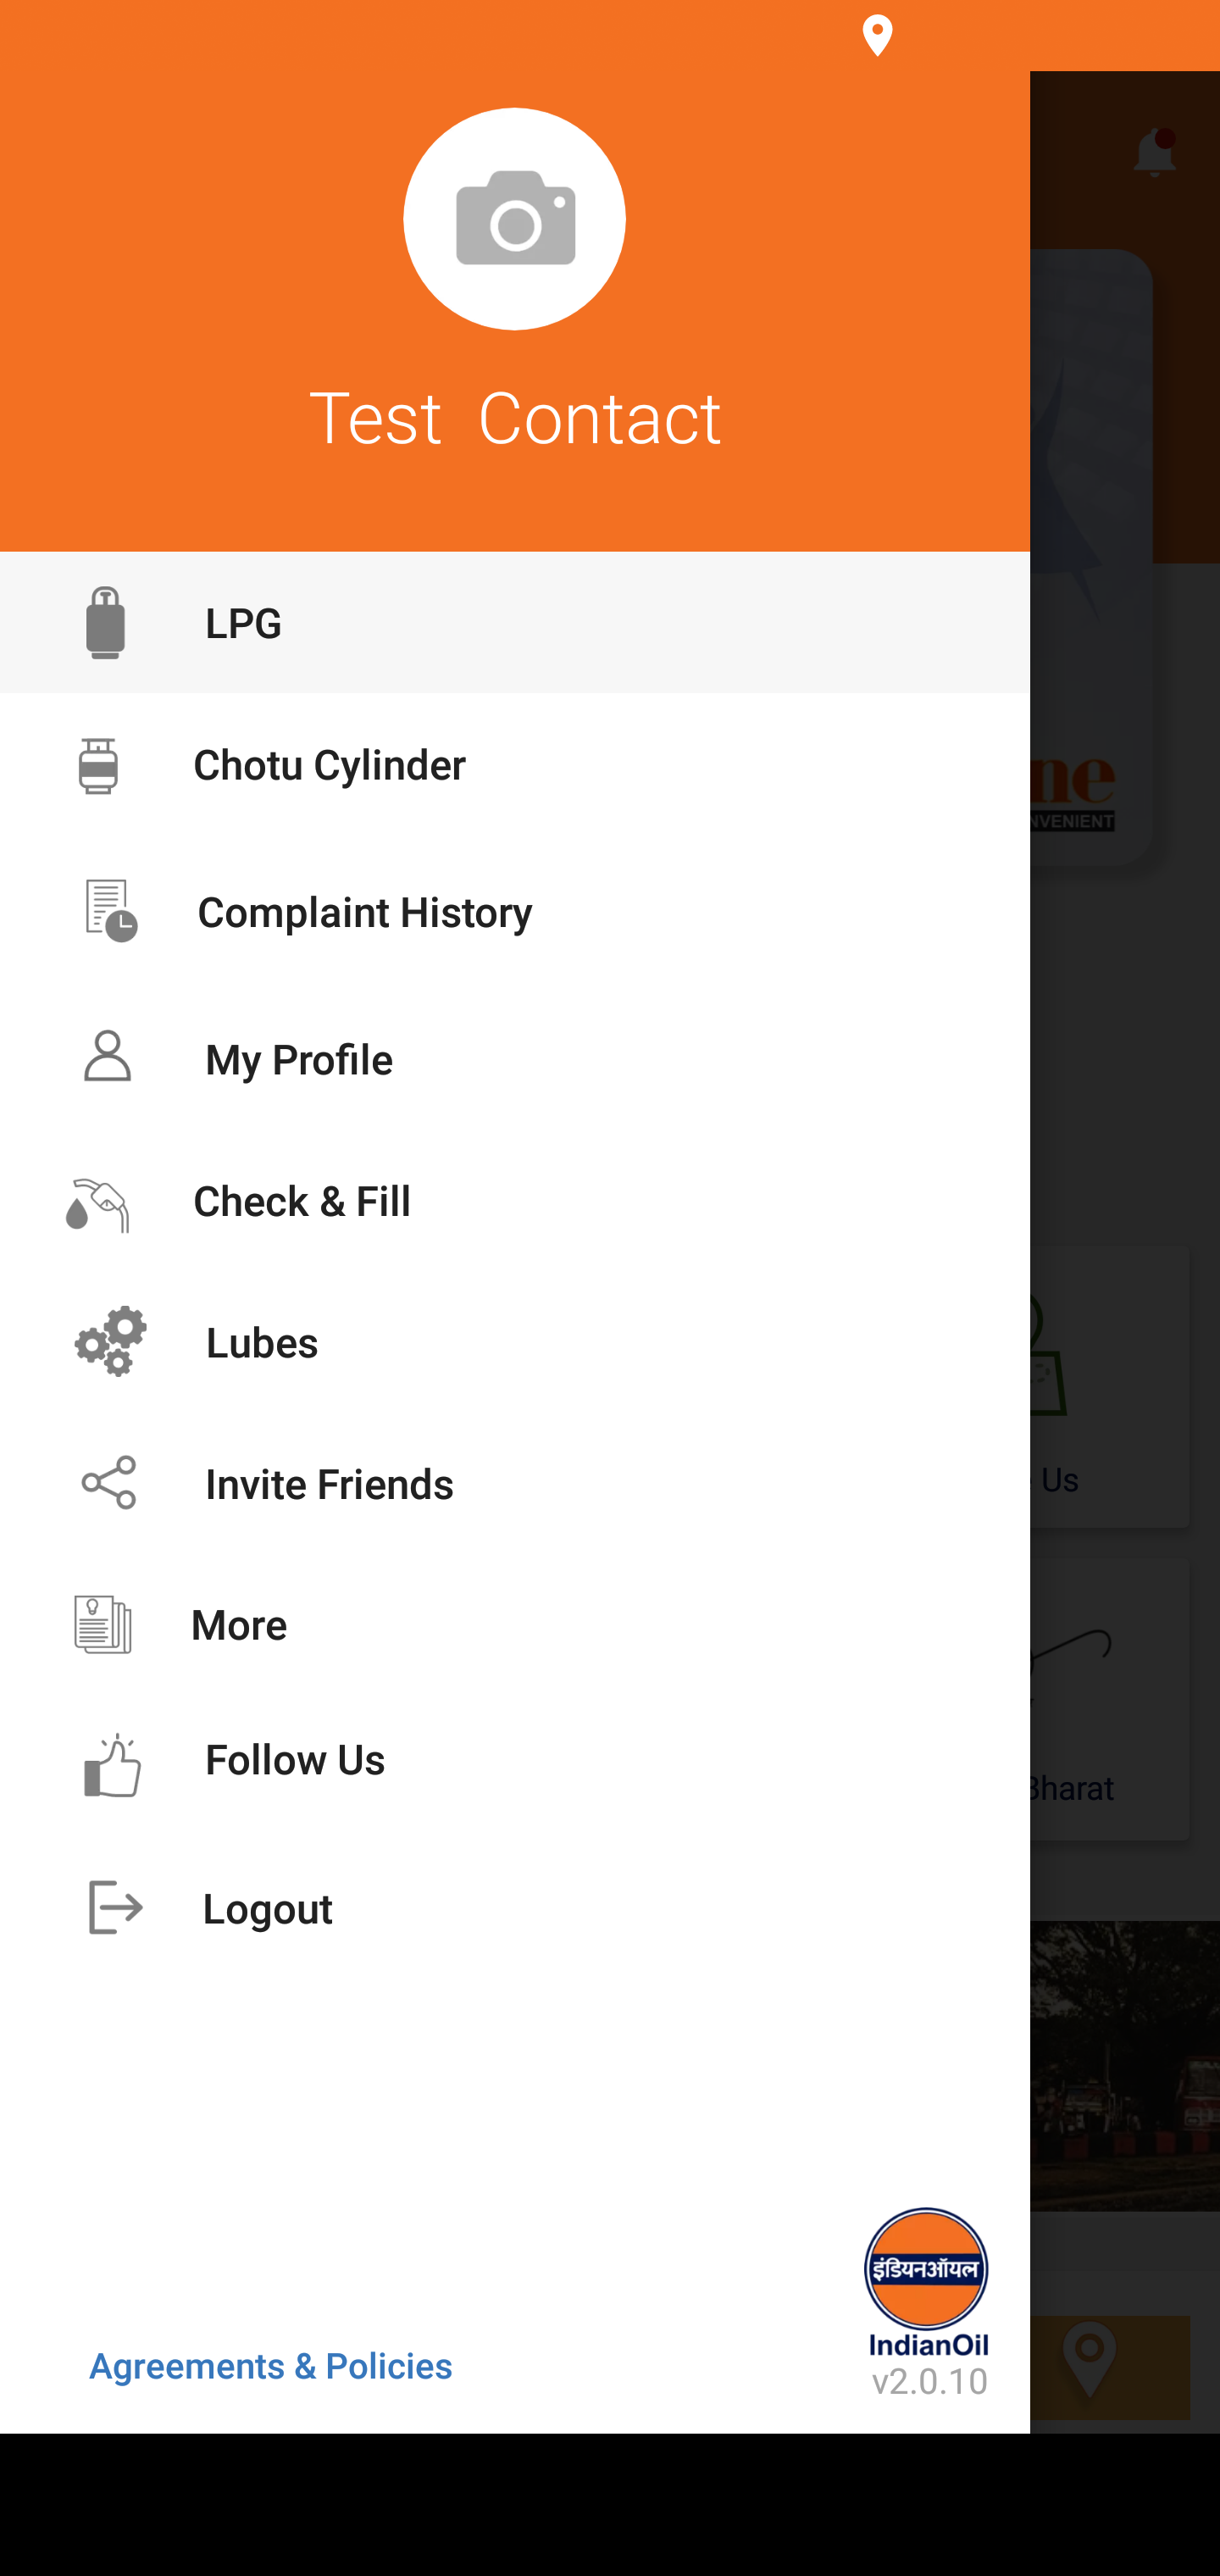 Test Contact
LPG
Chotu Cylinder
NVENIENT
Complaint History
My Profile
Check & Fill
Lubes
Invite Friends
Us
More
Follow Us
Bharat
Logout
इंडियनऑयल
IndianOil
Agreements & Policies
v2.0.10